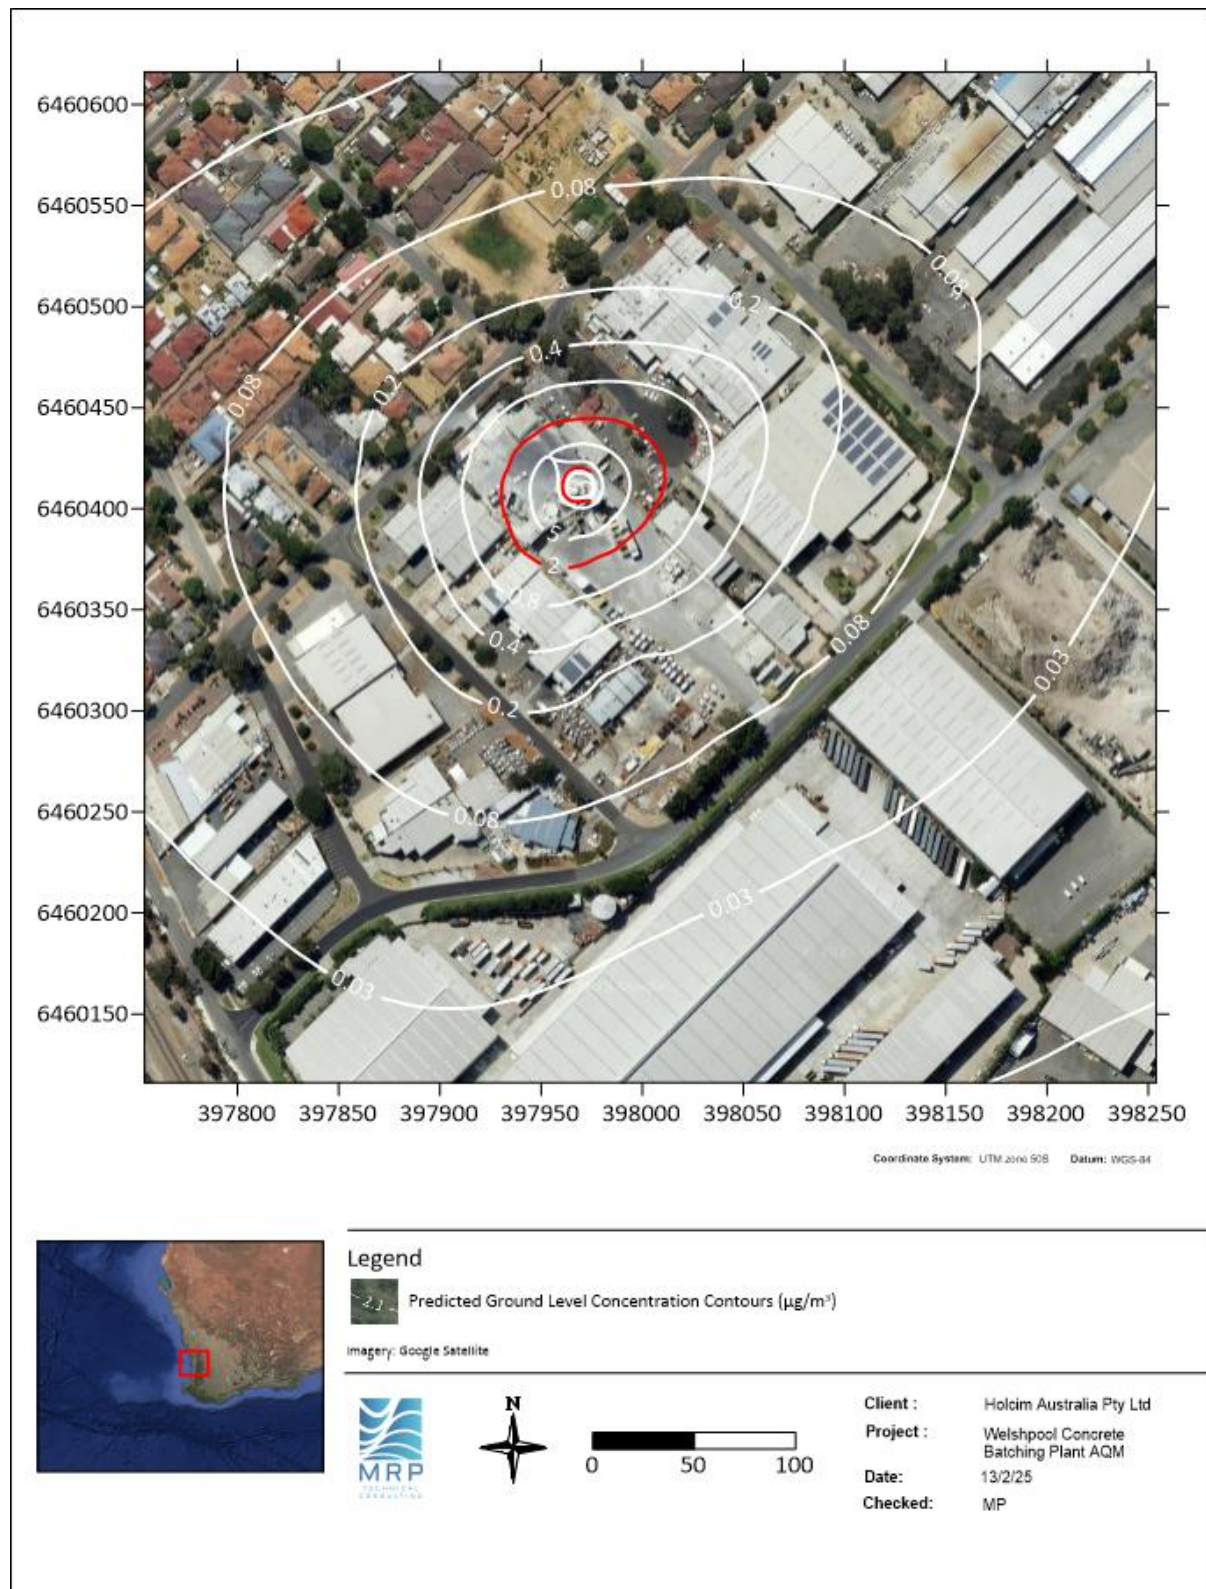 6460600
6460550
6460500
6460450
6460400
6460350
6460300
6460250
6460200
6460150
0.08
0.08
0.2
0.4
0.08
0.2
2
0.8
0.4
0.2
0.08
0.03
0.08
0.03
0.03
397800 397850 397900 397950 398000 398050 398100 398150 398200 398250
Coordinate System: UTM zone 50S Datum: WGS-84
Legend
2.1
Predicted Ground Level Concentration Contours (µg/m³)
Imagery: Google Satellite
MRP
TECHNICAL
CONSULTING
N
0 50 100
Client : Holcim Australia Pty Ltd
Project : Welshpool Concrete
Batching Plant AQM
Date: 13/2/25
Checked: MP